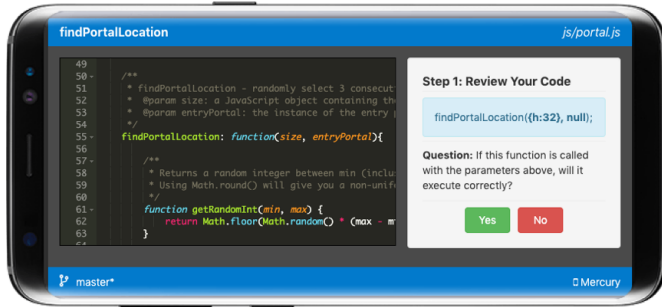 findPortalLocation
js/portal.js
49
50 - /**
51 * findPortalLocation - randomly select 3 consecut
52 * @param size: a JavaScript object containing the
53 * @param entryPortal: the instance of the entry
54 */
55 - findPortalLocation: function(size, entryPortal){
56
57 - /**
58 * Returns a random integer between min (inclu
59 * Using Math.round() will give you a non-unif
60 */
61 - function getRandomInt(min, max) {
62 return Math.floor(Math.random() * (max -
63 }
Step 1: Review Your Code
findPortalLocation({h:32}, null);
Question: If this function is called
with the parameters above, will it
execute correctly?
Yes No
master*
Mercury